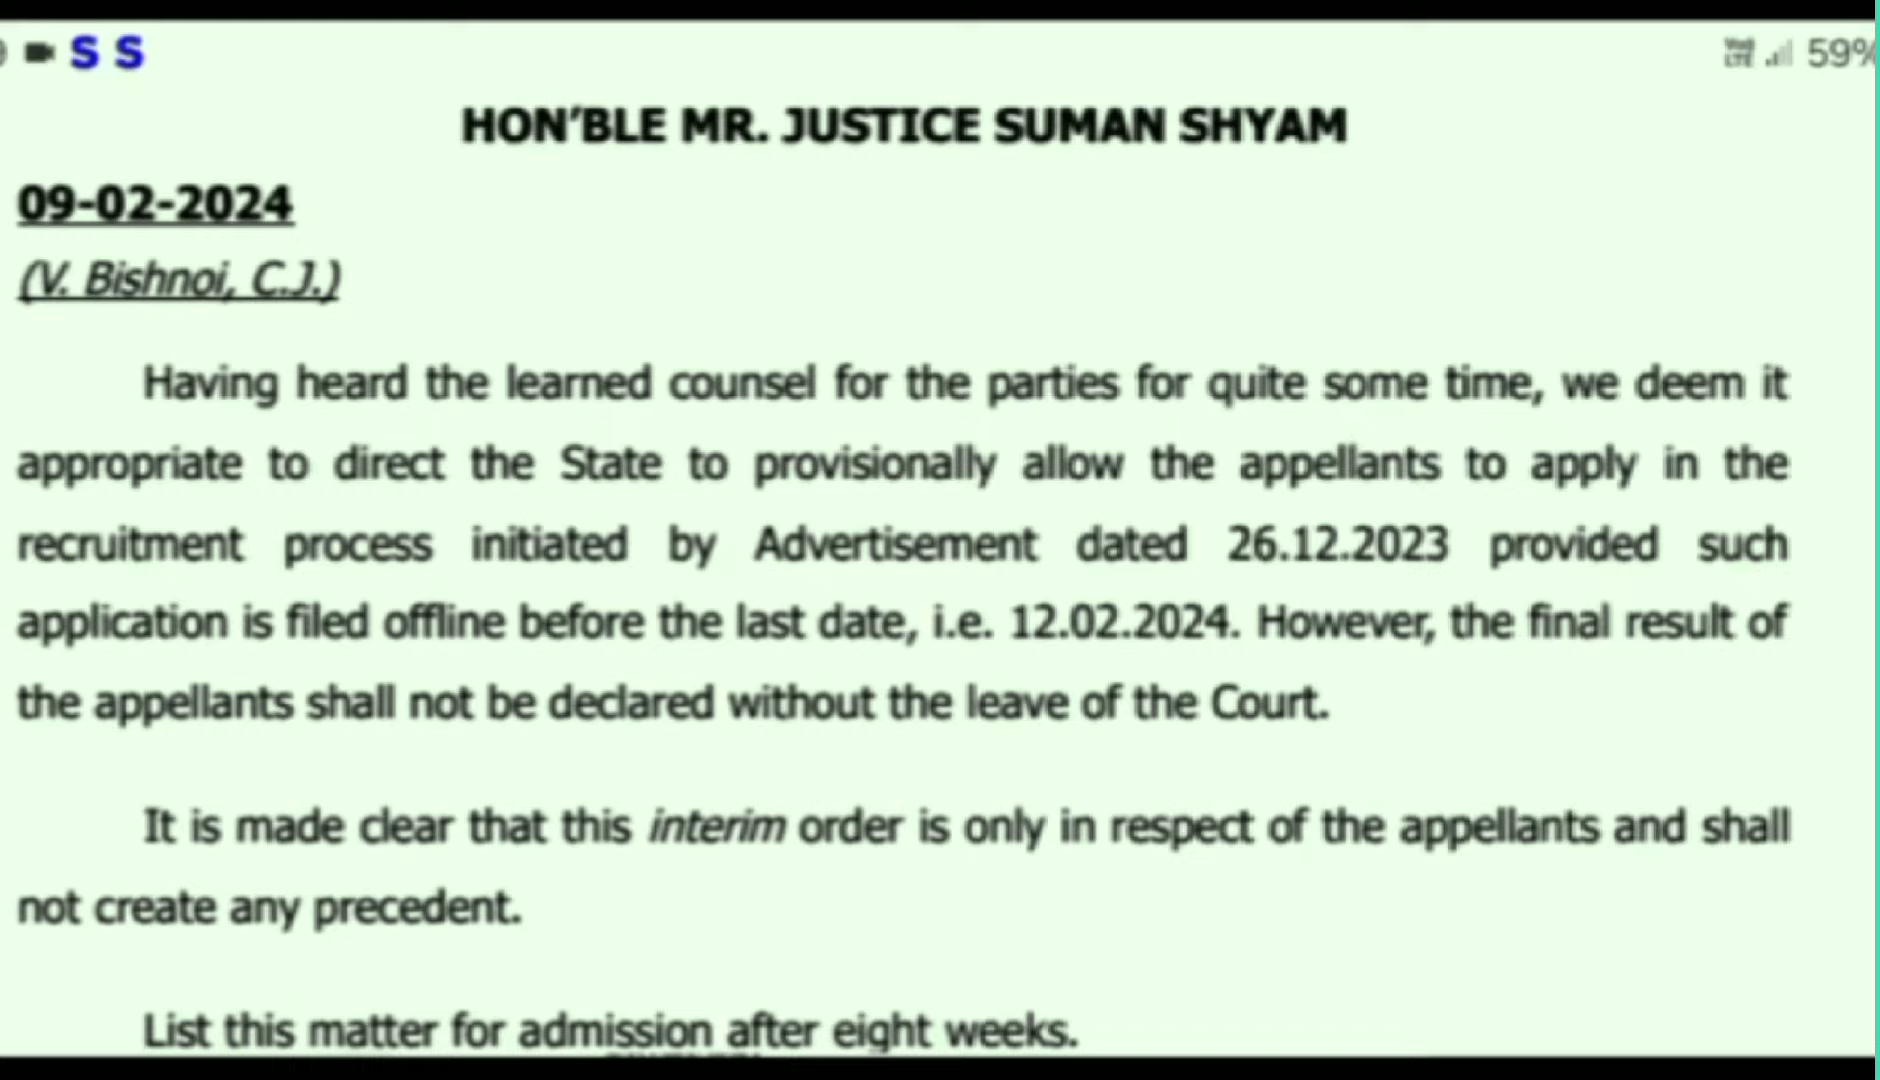 S S
59%
HON'BLE MR. JUSTICE SUMAN SHYAM
09-02-2024
(V. Bishnoi, C.J.)
Having heard the learned counsel for the parties for quite some time, we deem it
appropriate to direct the State to provisionally allow the appellants to apply in the
recruitment process initiated by Advertisement dated 26.12.2023 provided such
application is filed offline before the last date, i.e. 12.02.2024. However, the final result of
the appellants shall not be declared without the leave of the Court.
It is made clear that this interim order is only in respect of the appellants and shall
not create any precedent.
List this matter for admission after eight weeks.